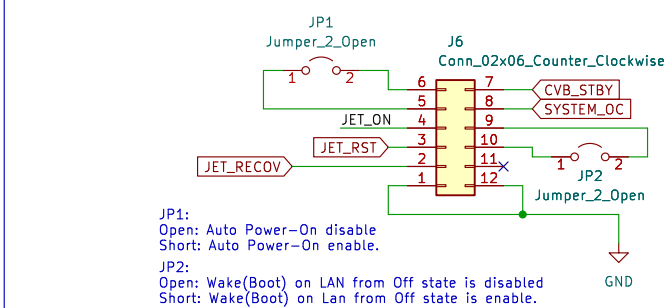 JP1
Jumper_2_Open
1
2
J6
Conn_02x06_Counter_Clockwise
6
7
CVB_STBY
5
8
SYSTEM_OC
JET_ON
4
9
JET_RST
3
10
JET_RECOV
2
11
1
2
JP2
Jumper_2_Open
1
12
JP1:
Open: Auto Power-On disable
Short: Auto Power-On enable.
JP2:
Open: Wake(Boot) on LAN from Off state is disabled
Short: Wake(Boot) on Lan from Off state is enable.
GND